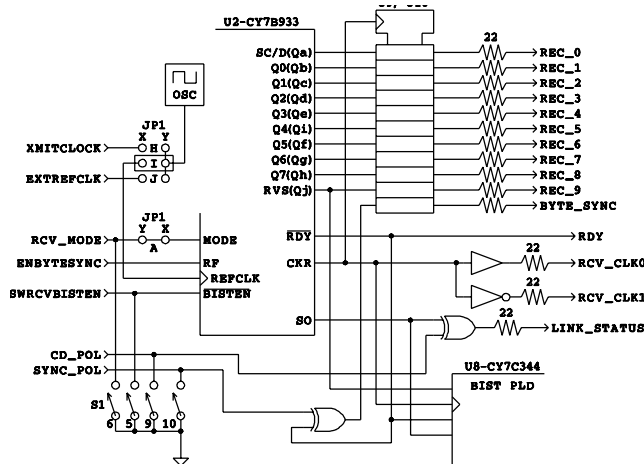 U2-CY7B933
22
SC/D(Qa) REC_0
Q0(Qb) REC_1
Q1(Qc) REC_2
Q2(Qd) REC_3
Q3(Qe) REC_4
Q4(Qi) REC_5
Q5(Qf) REC_6
Q6(Qg) REC_7
Q7(Qh) REC_8
RVS(Qj) REC_9
BYTE_SYNC
OSC
JP1
X Y
XMITCLOCK H
I
EXTREFCLK J
JP1
Y X
RCV_MODE A MODE
RDY RDY
ENBYTESYNC RF
CKR 22 RCV_CLK0
REFCLK
SWRCVBISTEN BISTEN
22 RCV_CLK1
SO 22 LINK_STATUS
CD_POL
SYNC_POL
U8-CY7C344
BIST PLD
S1
6 5 9 10